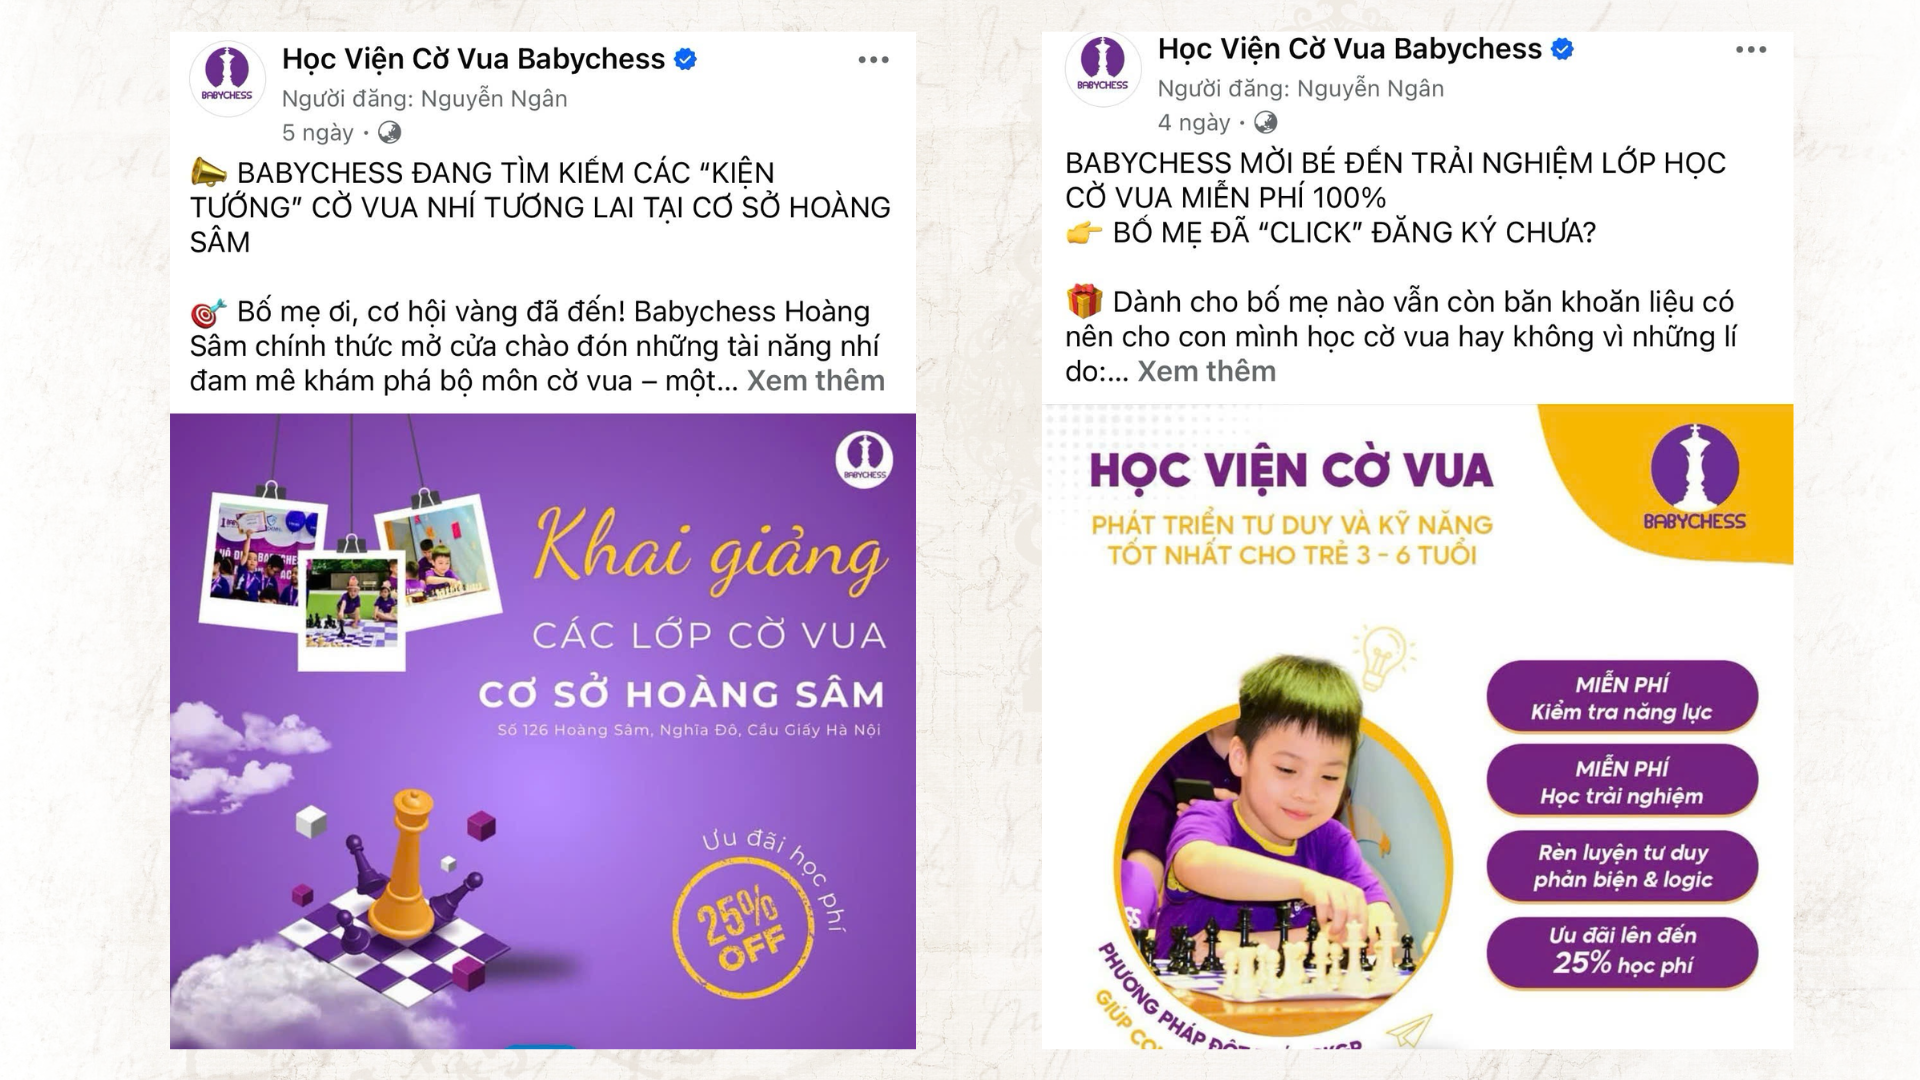 Học Viện Cờ Vua Babychess
Người đăng: Nguyễn Ngân
5 ngày ·
BABYCHESS ĐANG TÌM KIẾM CÁC “KIỆN
TƯỚNG” CỜ VUA NHÍ TƯƠNG LAI TẠI CƠ SỞ HOÀNG
SÂM
Bố mẹ ơi, cơ hội vàng đã đến! Babychess Hoàng
Sâm chính thức mở cửa chào đón những tài năng nhí
đam mê khám phá bộ môn cờ vua – một... Xem thêm
BABYCHESS
BABYCHESS
Khai giảng
CÁC LỚP CỜ VUA
CƠ SỞ HOÀNG SÂM
Số 126 Hoàng Sâm, Nghĩa Đô, Cầu Giấy Hà Nội
Ưu đãi học phí
25%
OFF
Học Viện Cờ Vua Babychess
Người đăng: Nguyễn Ngân
4 ngày ·
BABYCHESS MỜI BÉ ĐẾN TRẢI NGHIỆM LỚP HỌC
CỜ VUA MIỄN PHÍ 100%
BỐ MẸ ĐÃ “CLICK” ĐĂNG KÝ CHƯA?
Dành cho bố mẹ nào vẫn còn băn khoăn liệu có
nên cho con mình học cờ vua hay không vì những lí
do:... Xem thêm
BABYCHESS
HỌC VIỆN CỜ VUA
PHÁT TRIỂN TƯ DUY VÀ KỸ NĂNG
TỐT NHẤT CHO TRẺ 3 - 6 TUỔI
BABYCHESS
MIỄN PHÍ
Kiểm tra năng lực
MIỄN PHÍ
Học trải nghiệm
Rèn luyện tư duy
phản biện & logic
Ưu đãi lên đến
25% học phí
PHƯƠNG PHÁP
GIÚP